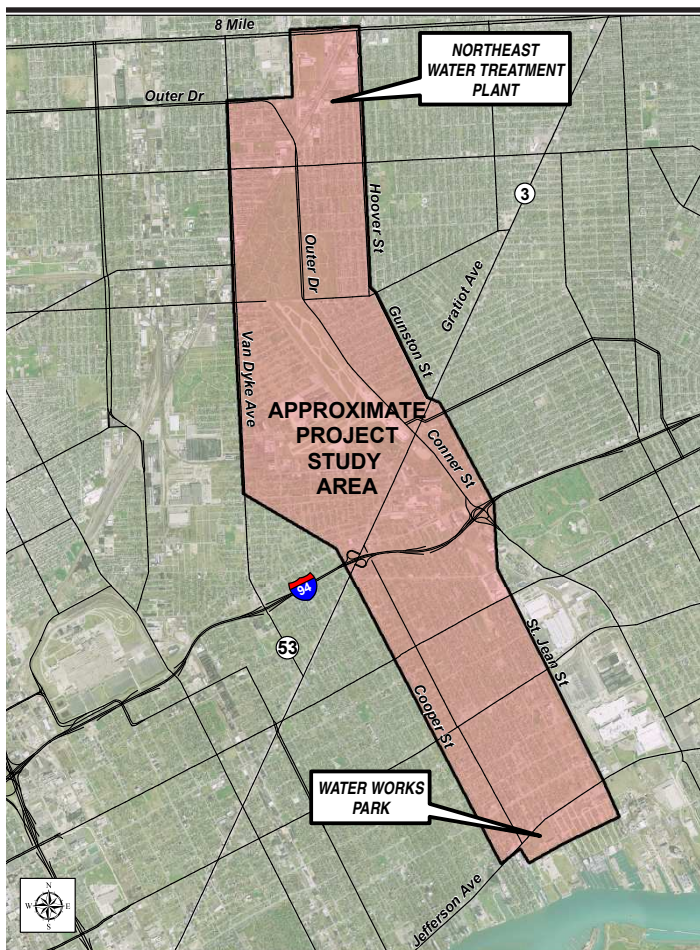 8 Mile
NORTHEAST
WATER TREATMENT
PLANT
Outer Dr
Hoover St
3
Outer Dr
Gratiot Ave
Gunston St
Van Dyke Ave
APPROXIMATE
PROJECT
STUDY
AREA
Conner St
94
53
St. Jean St
Cooper St
WATER WORKS
PARK
Jefferson Ave
N
W
E
S